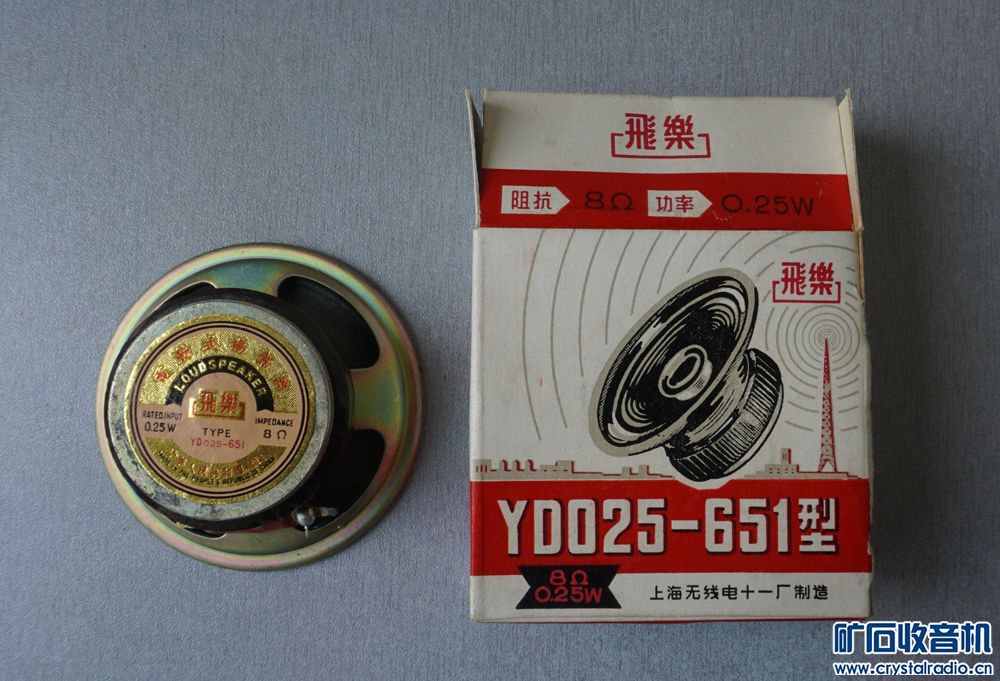 飛樂
阻抗 8Ω 功率 0.25W
飛樂
YD025-651型
8Ω
0.25W
上海无线电十一厂制造
LOUDSPEAKER
飛樂
RATED.INPUT
0.25W
IMPEDANCE
8Ω
TYPE
YD025-651
矿石收音机
www.crystalradio.cn